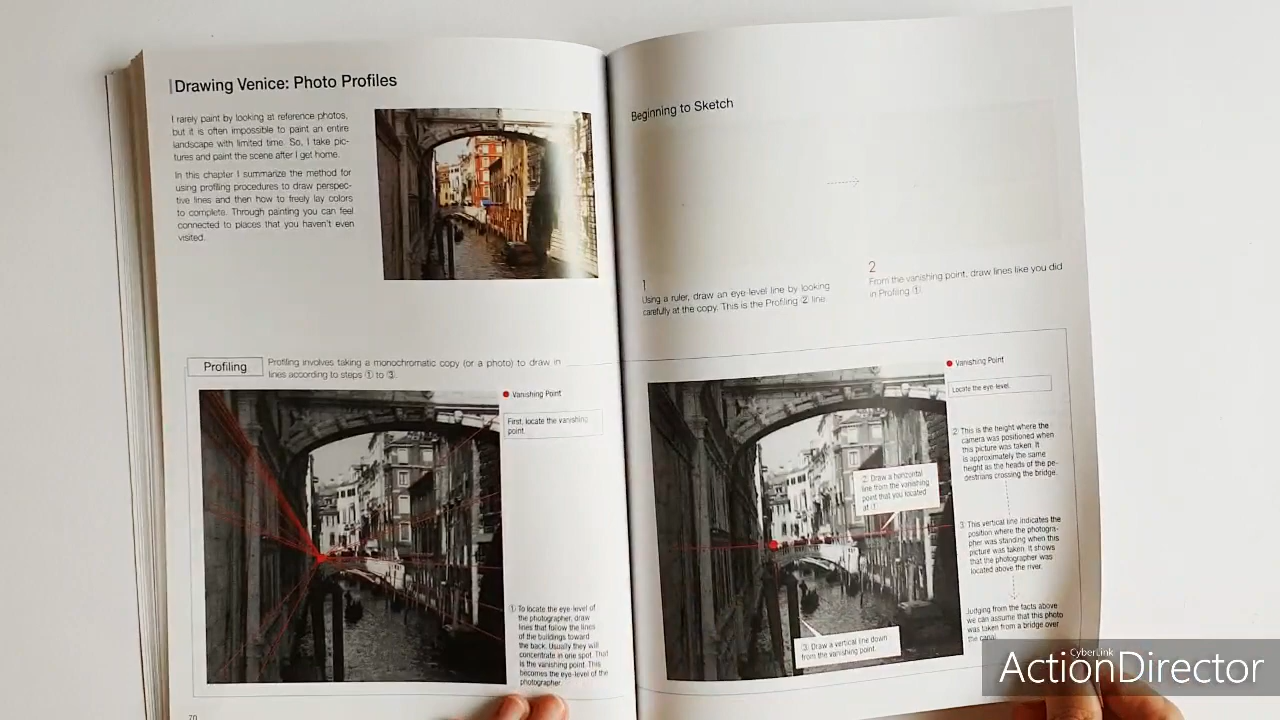 Drawing Venice: Photo Profiles
I rarely paint by looking at reference photos,
but it is often impossible to paint an entire
landscape with limited time. So, I take pic-
tures and paint the scene after I get home.
In this chapter I summarize the method for
using profiling procedures to draw perspec-
tive lines and then how to freely lay colors
to complete. Through painting you can feel
connected to places that you haven't even
visited.
Profiling
Profiling involves taking a monochromatic copy (or a photo) to draw in
lines according to steps ① to ③.
Vanishing Point
First, locate the vanishing
point.
① To locate the eye-level of
the photographer, draw
lines that follow the lines
of the buildings toward
the back. Usually they will
concentrate in one spot. That
is the vanishing point. This
becomes the eye-level of the
photographer.
70
Beginning to Sketch
1
Using a ruler, draw an eye-level line by looking
carefully at the copy. This is the Profiling ② line.
2
From the vanishing point, draw lines like you did
in Profiling ①.
Vanishing Point
Locate the eye-level.
② Draw a horizontal
line from the vanishing
point that you located
at ①.
③ Draw a vertical line down
from the vanishing point.
2 This is the height where the
camera was positioned when
this picture was taken. It
is approximately the same
height as the heads of the pe-
destrians crossing the bridge.
3 This vertical line indicates the
position where the photogra-
pher was standing when this
picture was taken. It shows
that the photographer was
located above the river.
Judging from the facts above
we can assume that this photo
was taken from a bridge over
the canal.
CyberLink
ActionDirector